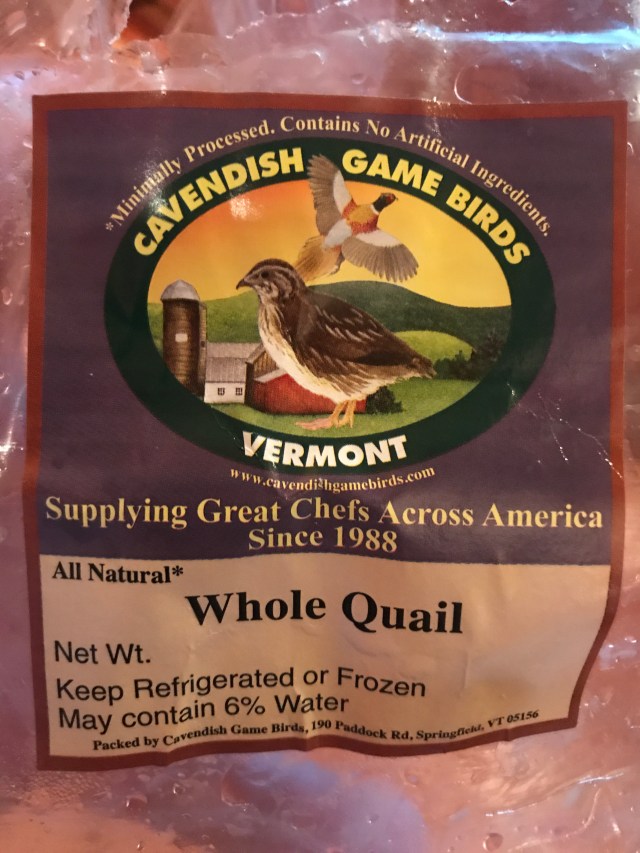 *Minimally Processed. Contains No Artificial Ingredients.
CAVENDISH GAME BIRDS
VERMONT
www.cavendishgamebirds.com
Supplying Great Chefs Across America
Since 1988
All Natural*
Whole Quail
Net Wt.
Keep Refrigerated or Frozen
May contain 6% Water
Packed by Cavendish Game Birds, 190 Paddock Rd, Springfield, VT 05156